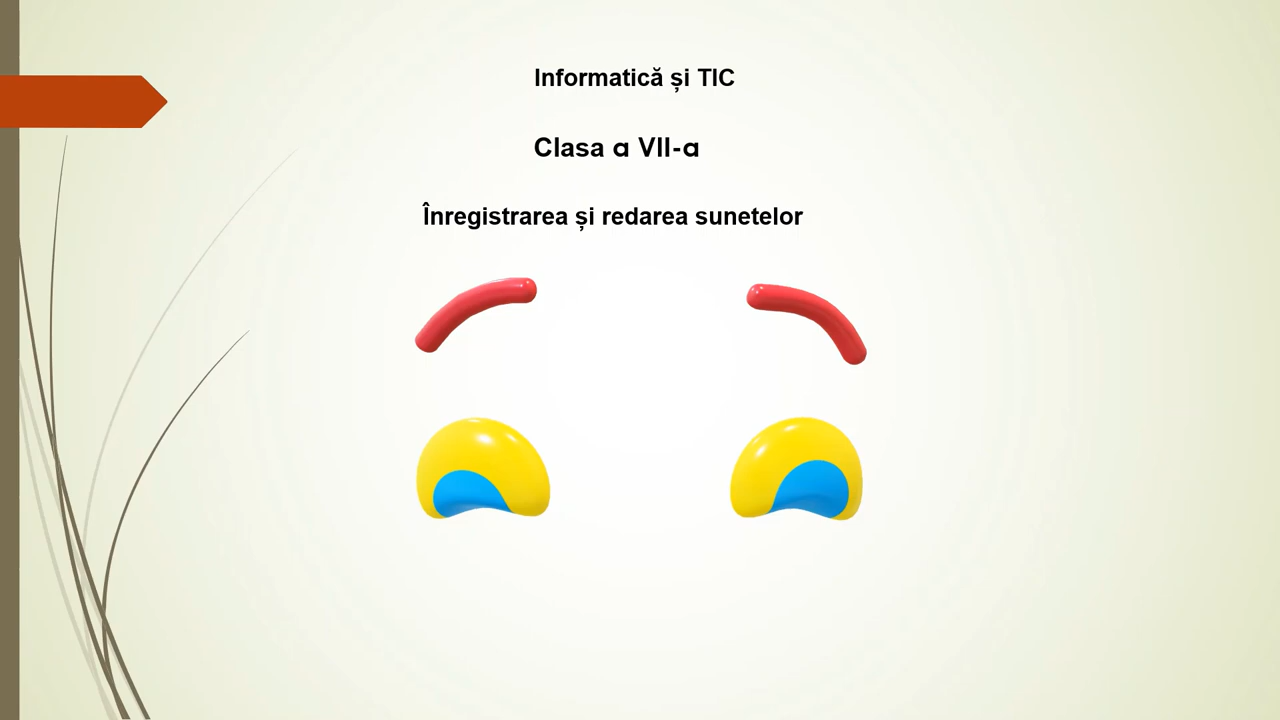 Informatică și TIC
Clasa a VII-a
Înregistrarea și redarea sunetelor